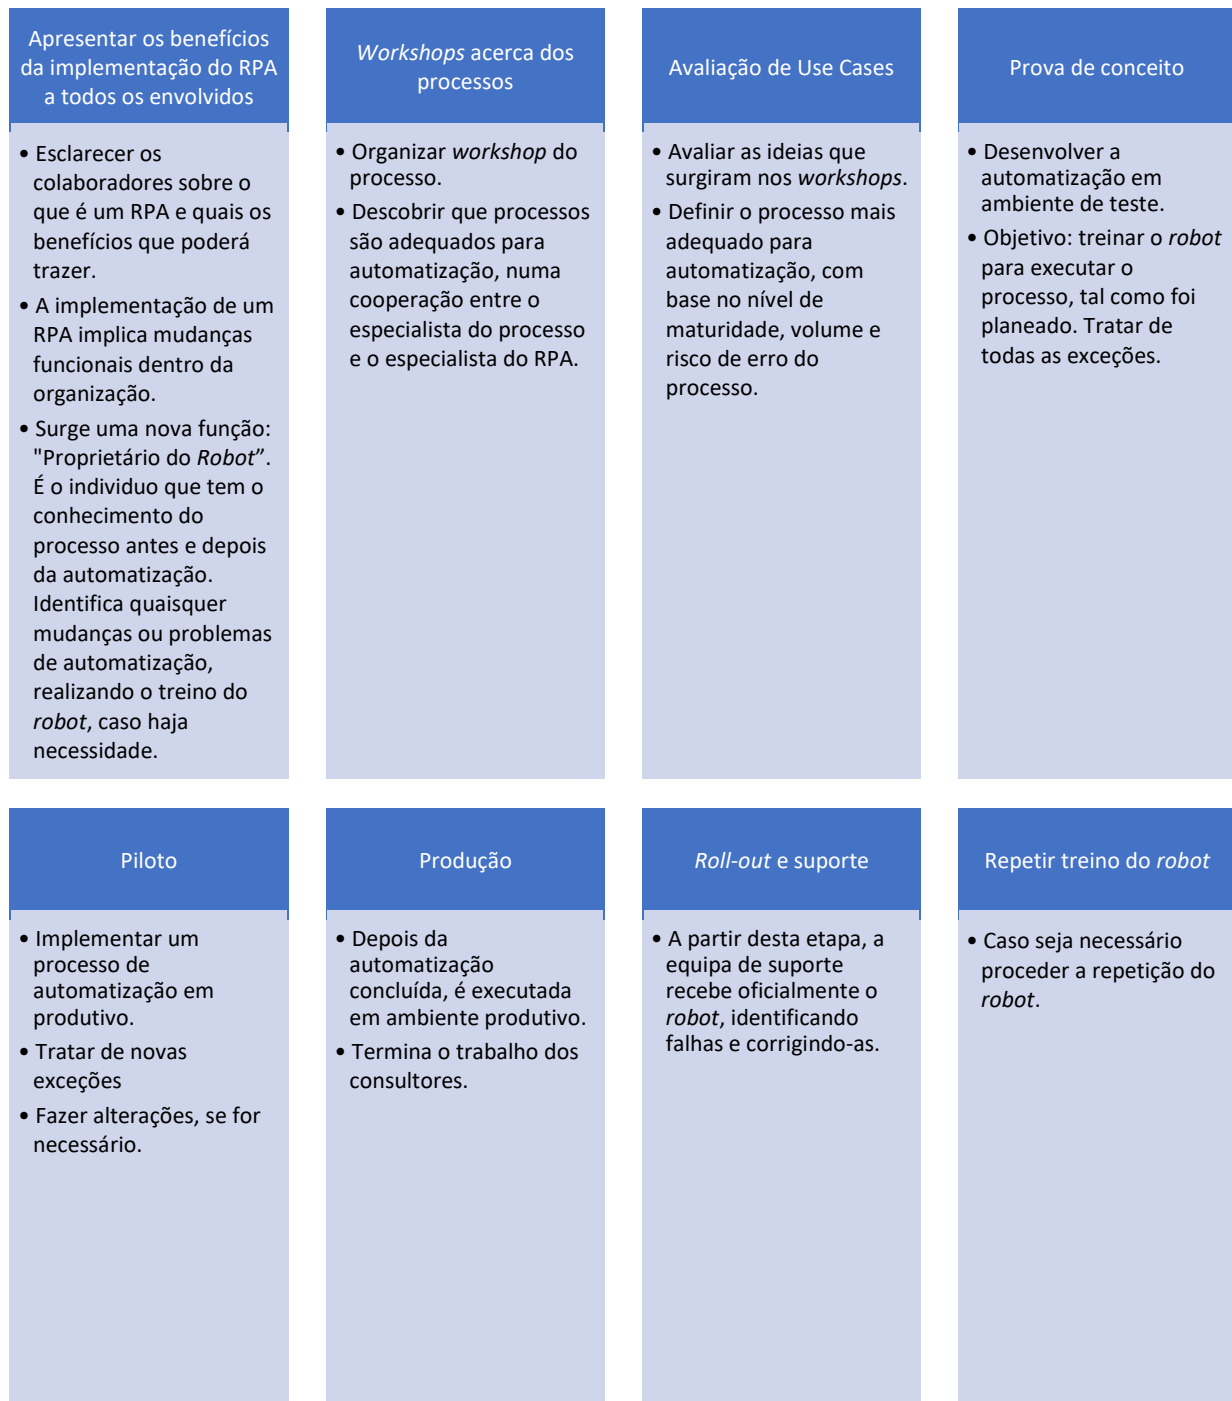 Apresentar os benefícios
da implementação do RPA
a todos os envolvidos
• Esclarecer os
colaboradores sobre o
que é um RPA e quais os
benefícios que poderá
trazer.
• A implementação de um
RPA implica mudanças
funcionais dentro da
organização.
• Surge uma nova função:
"Proprietário do Robot”.
É o individuo que tem o
conhecimento do
processo antes e depois
da automatização.
Identifica quaisquer
mudanças ou problemas
de automatização,
realizando o treino do
robot, caso haja
necessidade.
Workshops acerca dos
processos
• Organizar workshop do
processo.
• Descobrir que processos
são adequados para
automatização, numa
cooperação entre o
especialista do processo
e o especialista do RPA.
Avaliação de Use Cases
• Avaliar as ideias que
surgiram nos workshops.
• Definir o processo mais
adequado para
automatização, com
base no nível de
maturidade, volume e
risco de erro do
processo.
Prova de conceito
• Desenvolver a
automatização em
ambiente de teste.
• Objetivo: treinar o robot
para executar o
processo, tal como foi
planeado. Tratar de
todas as exceções.
Piloto
• Implementar um
processo de
automatização em
produtivo.
• Tratar de novas
exceções
• Fazer alterações, se for
necessário.
Produção
• Depois da
automatização
concluída, é executada
em ambiente produtivo.
• Termina o trabalho dos
consultores.
Roll-out e suporte
• A partir desta etapa, a
equipa de suporte
recebe oficialmente o
robot, identificando
falhas e corrigindo-as.
Repetir treino do robot
• Caso seja necessário
proceder a repetição do
robot.